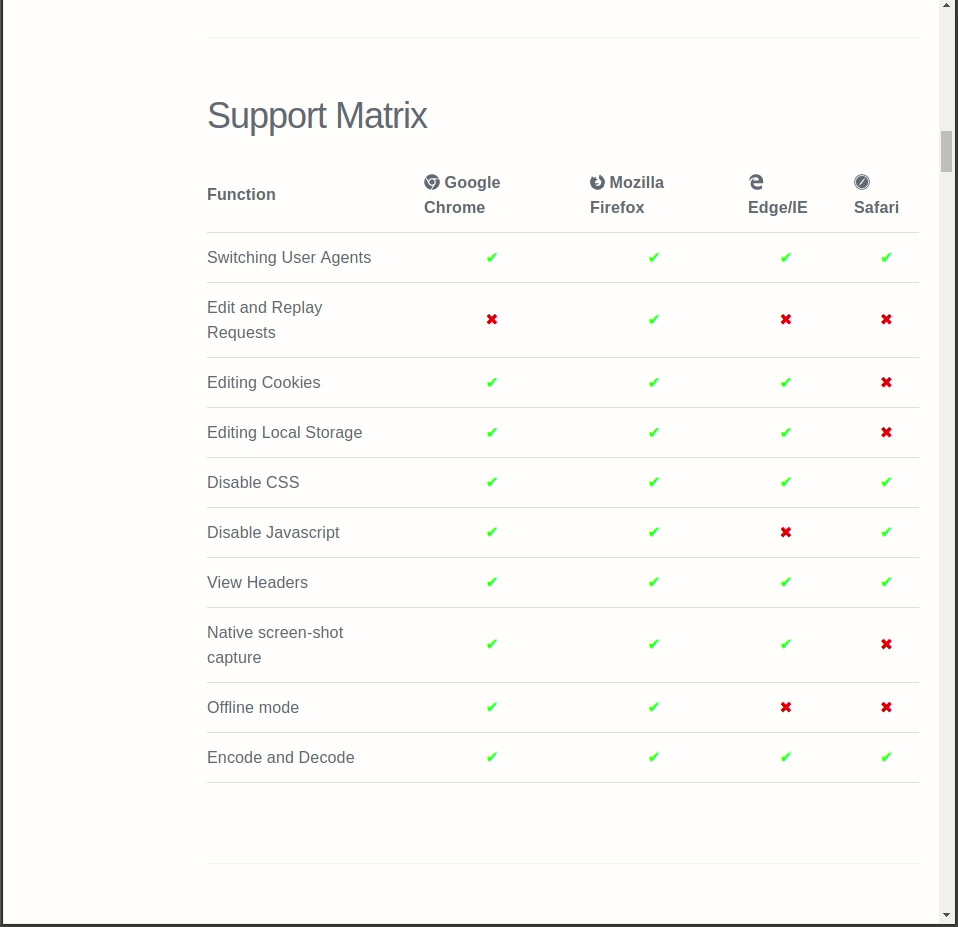 Support Matrix
Function
Google
Chrome
Mozilla
Firefox
Edge/IE
Safari
Switching User Agents ✔ ✔ ✔ ✔
Edit and Replay
Requests
✖ ✔ ✖ ✖
Editing Cookies ✔ ✔ ✔ ✖
Editing Local Storage ✔ ✔ ✔ ✖
Disable CSS ✔ ✔ ✔ ✔
Disable Javascript ✔ ✔ ✖ ✔
View Headers ✔ ✔ ✔ ✔
Native screen-shot
capture
✔ ✔ ✔ ✖
Offline mode ✔ ✔ ✖ ✖
Encode and Decode ✔ ✔ ✔ ✔